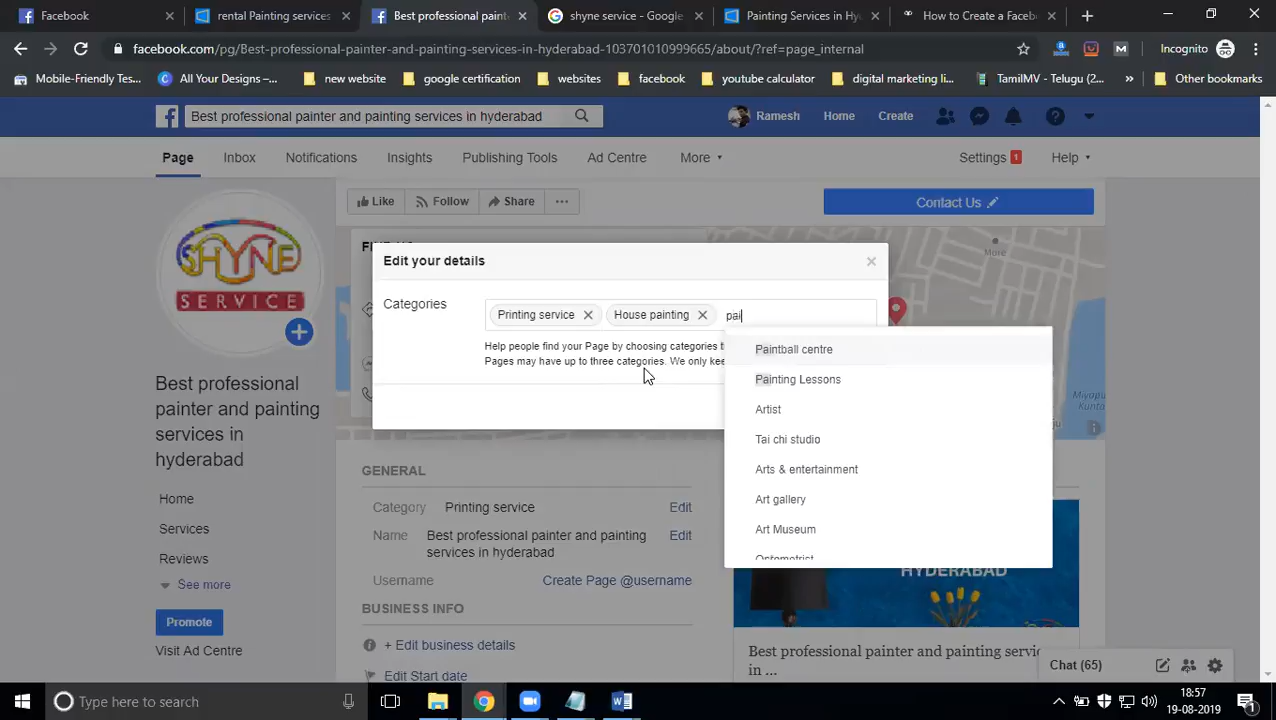 Facebook
rental Painting services
Best professional paint
shyne service - Google
Painting Services in Hy
How to Create a Faceb
facebook.com/pg/Best-professional-painter-and-painting-services-in-hyderabad-103701010999665/about/?ref=page_internal
Incognito
Mobile-Friendly Tes...
All Your Designs –...
new website
google certification
websites
facebook
youtube calculator
digital marketing li...
TamilMV - Telugu (2...
Other bookmarks
Best professional painter and painting services in hyderabad
Ramesh
Home
Create
Page
Inbox
Notifications
Insights
Publishing Tools
Ad Centre
More
Settings 1
Help
Like
Follow
Share
Contact Us
SHYNE
SERVICE
More
Edit your details
Categories
Printing service
House painting
pai
Help people find your Page by choosing categories t
Pages may have up to three categories. We only kee
Paintball centre
Painting Lessons
Artist
Tai chi studio
Arts & entertainment
Art gallery
Art Museum
Optometrist
Miyapu
Kunta
Best professional
painter and painting
services in
hyderabad
Home
Services
Reviews
See more
Promote
Visit Ad Centre
GENERAL
Category Printing service Edit
Name Best professional painter and painting Edit
services in hyderabad
Username Create Page @username
BUSINESS INFO
+ Edit business details
Edit Start date
HYDERABAD
Best professional painter and painting servic
in ...
Chat (65)
Type here to search
18:57
19-08-2019
1